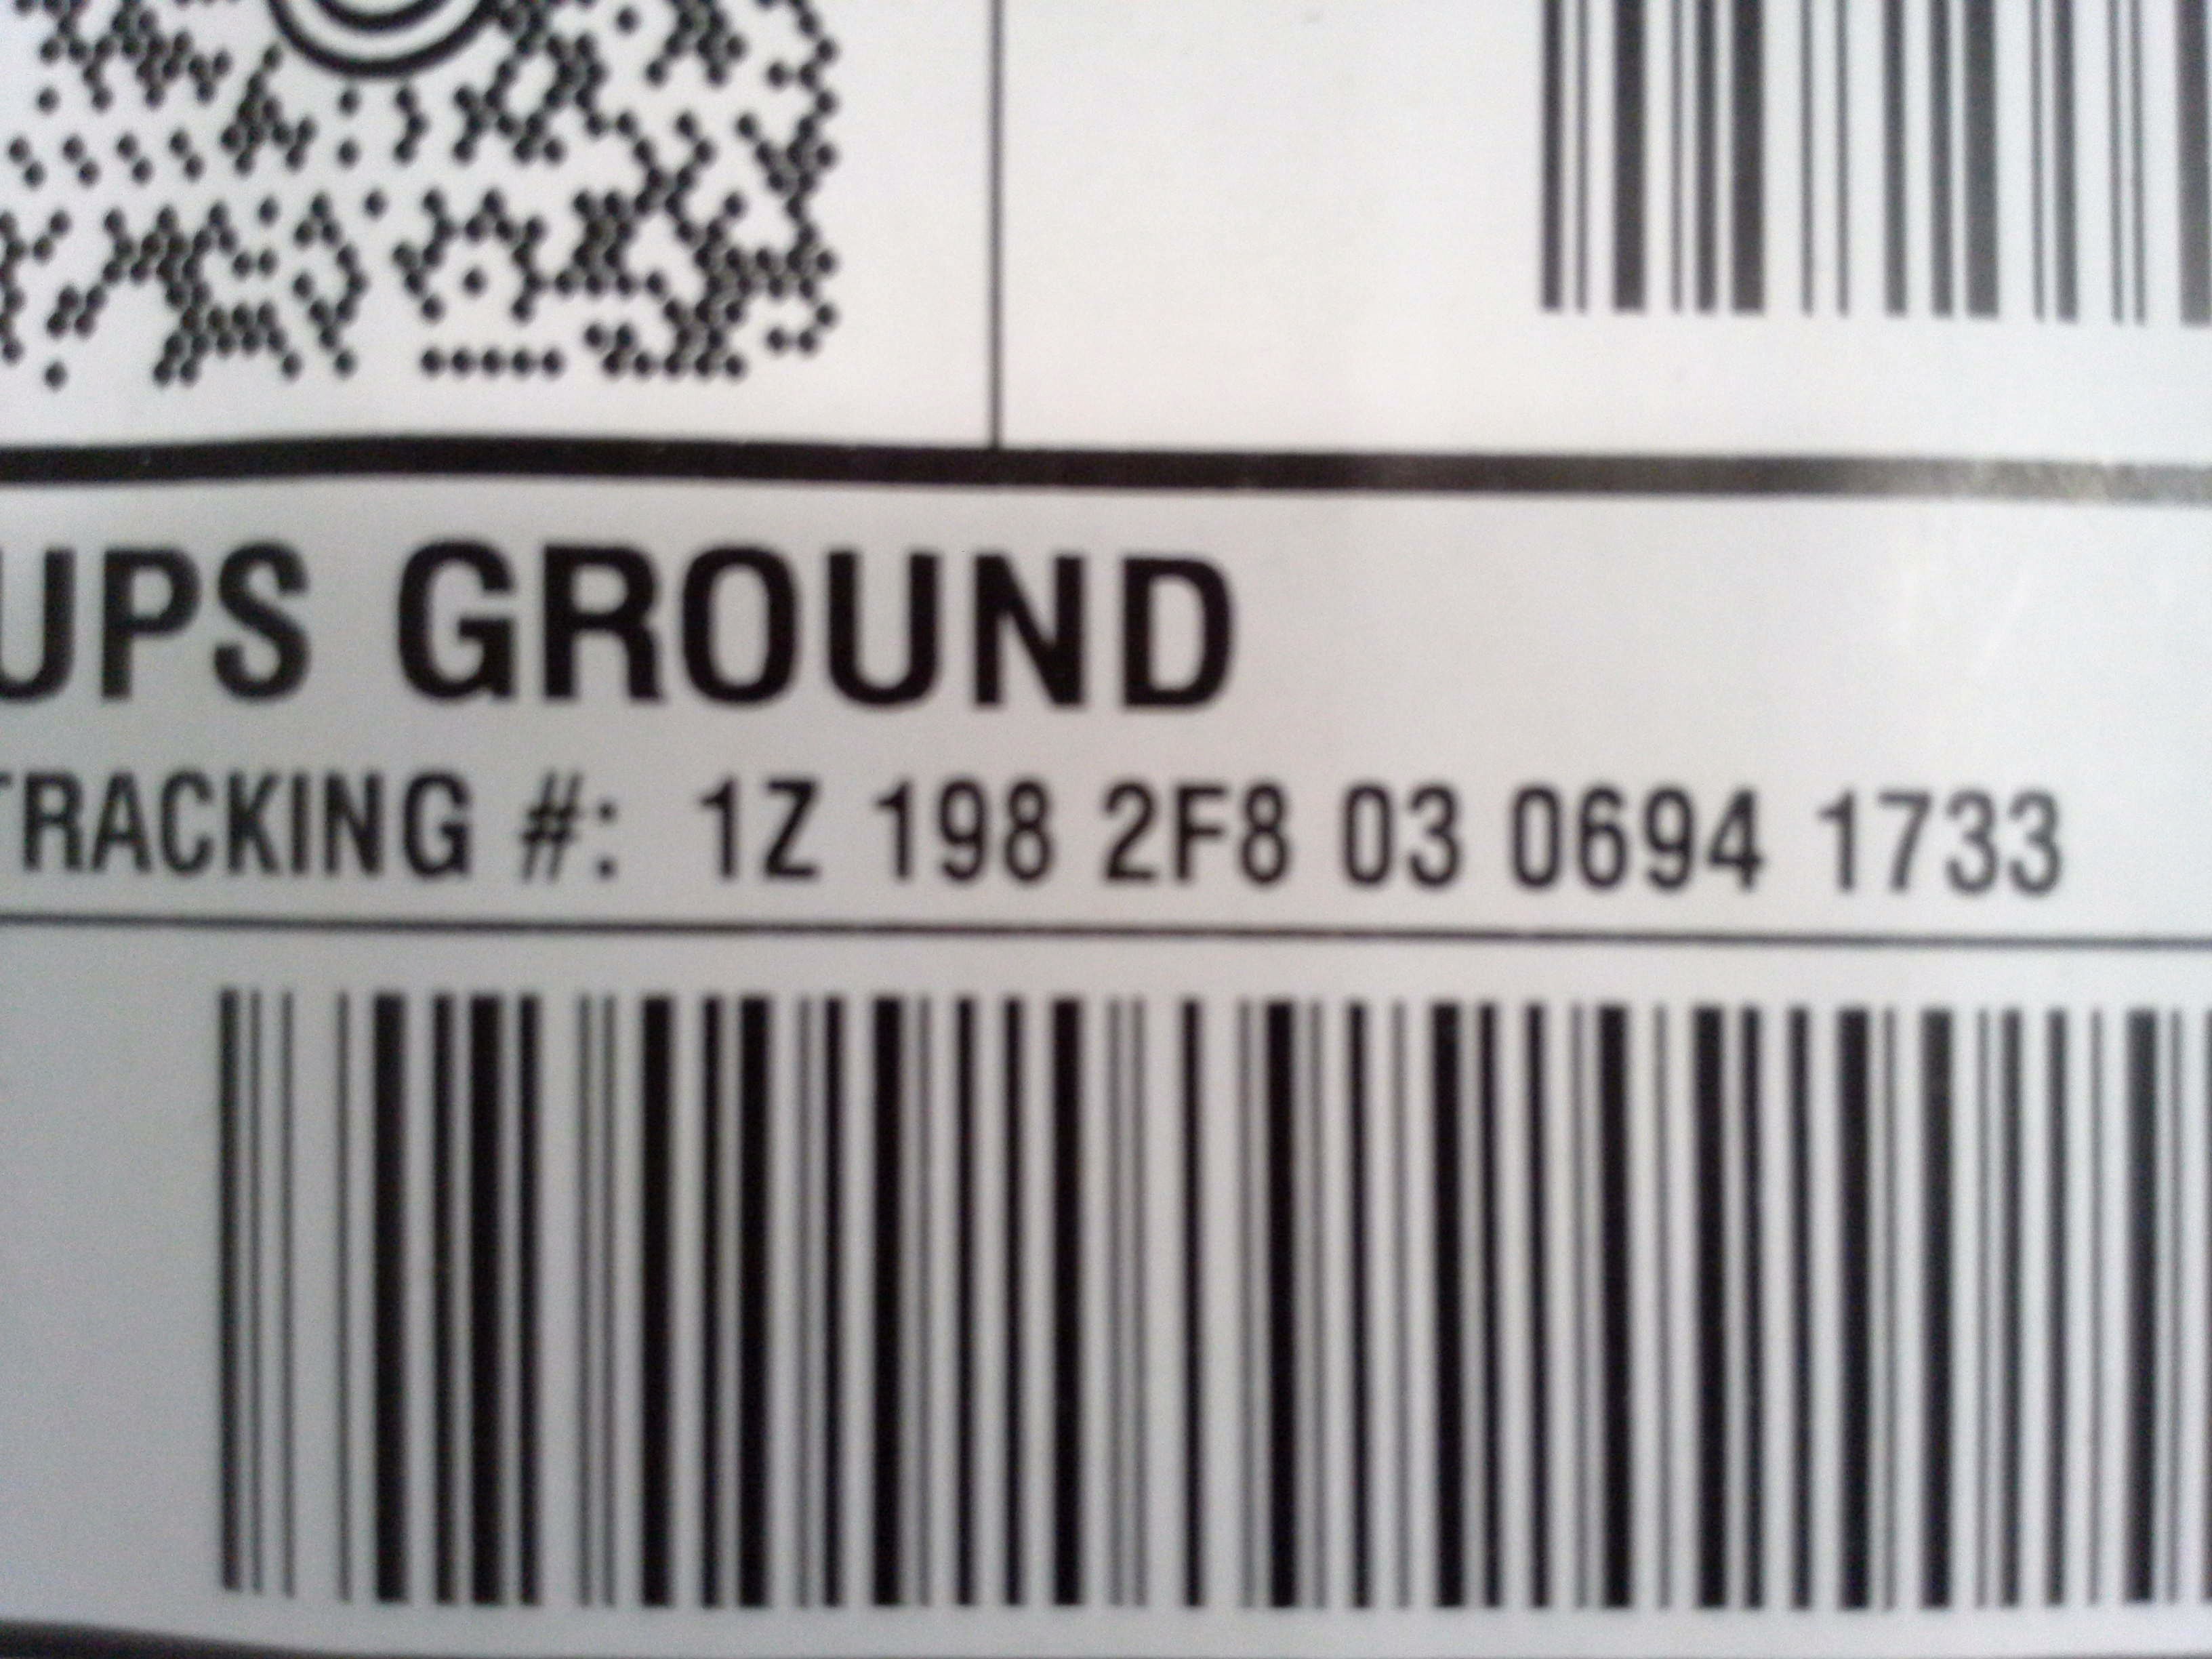 UPS GROUND
TRACKING #: 1Z 198 2F8 03 0694 1733